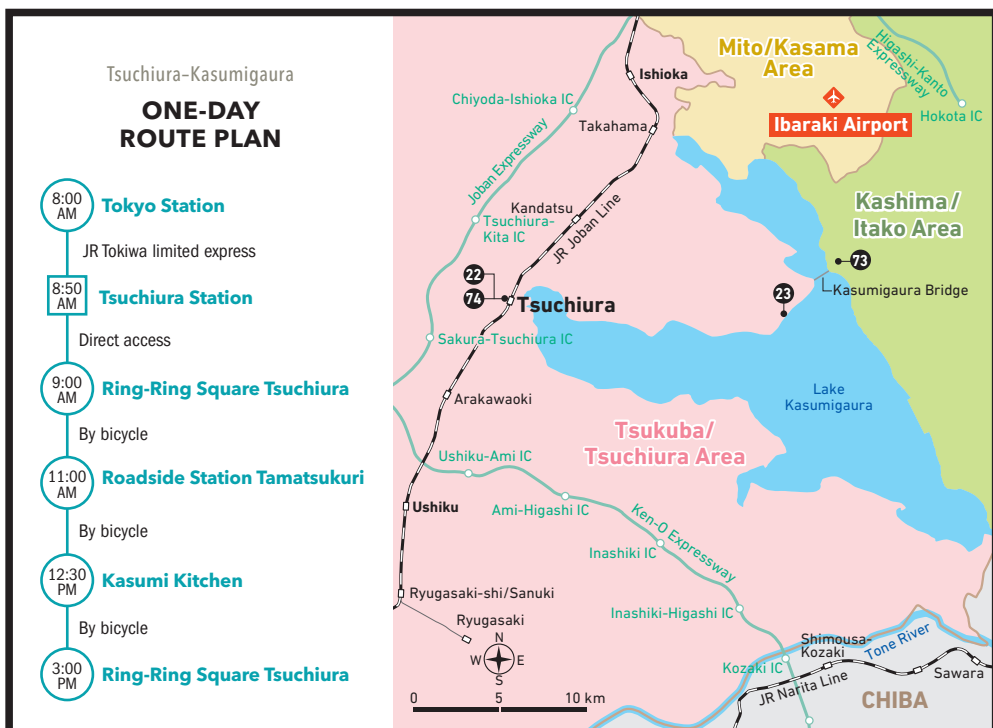 Tsuchiura-Kasumigaura
ONE-DAY
ROUTE PLAN
8:00
AM
Tokyo Station
JR Tokiwa limited express
8:50
AM
Tsuchiura Station
Direct access
9:00
AM
Ring-Ring Square Tsuchiura
By bicycle
11:00
AM
Roadside Station Tamatsukuri
By bicycle
12:30
PM
Kasumi Kitchen
By bicycle
3:00
PM
Ring-Ring Square Tsuchiura
Mito/Kasama
Area
Higashi-Kanto
Expressway
Ishioka
Chiyoda-Ishioka IC
Hokota IC
Takahama
Ibaraki Airport
Joban Expressway
Kandatsu
Tsuchiura-
Kita IC
JR Joban Line
Kashima/
Itako Area
73
22
74
Tsuchiura
23
Kasumigaura Bridge
Sakura-Tsuchiura IC
Lake
Kasumigaura
Arakawaoki
Tsukuba/
Tsuchiura Area
Ushiku-Ami IC
Ushiku
Ami-Higashi IC
Ken-O Expressway
Inashiki IC
Ryugasaki-shi/Sanuki
Ryugasaki
Inashiki-Higashi IC
N
W
E
S
Shimousa-
Kozaki
Tone River
Kozaki IC
Sawara
JR Narita Line
CHIBA
0
5
10 km